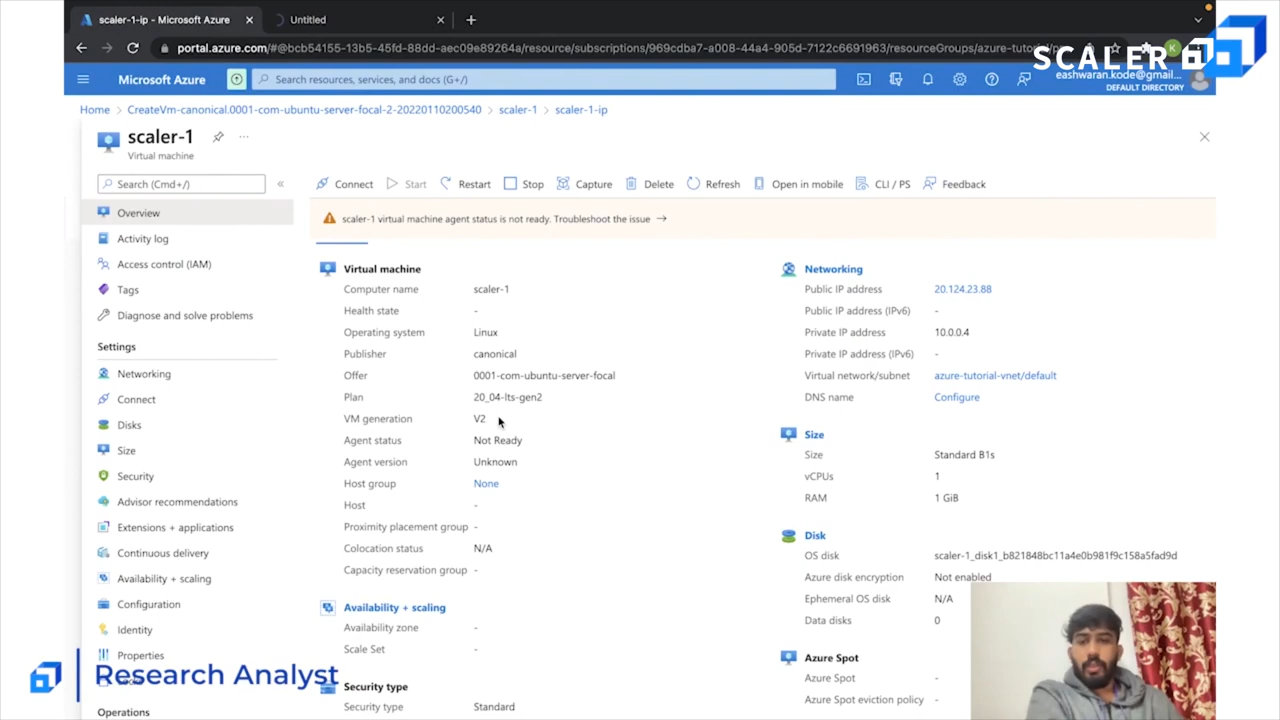 scaler-1-ip - Microsoft Azure
Untitled
portal.azure.com/#@bcb54155-13b5-45fd-88dd-aec09e89264a/resource/subscriptions/969cdba7-a008-44a4-905d-7122c6691963/resourceGroups/azure-tutorial/
K
SCALER
Microsoft Azure
Search resources, services, and docs (G+/)
eashwaran.kode@gmail...
DEFAULT DIRECTORY
Home > CreateVm-canonical.0001-com-ubuntu-server-focal-2-20220110200540 > scaler-1 > scaler-1-ip
scaler-1
Virtual machine
Search (Cmd+/)
Connect Start Restart Stop Capture Delete Refresh Open in mobile CLI / PS Feedback
scaler-1 virtual machine agent status is not ready. Troubleshoot the issue →
Overview
Activity log
Access control (IAM)
Tags
Diagnose and solve problems
Settings
Networking
Connect
Disks
Size
Security
Advisor recommendations
Extensions + applications
Continuous delivery
Availability + scaling
Configuration
Identity
Properties
Operations
Virtual machine
Computer name scaler-1
Health state -
Operating system Linux
Publisher canonical
Offer 0001-com-ubuntu-server-focal
Plan 20_04-lts-gen2
VM generation V2
Agent status Not Ready
Agent version Unknown
Host group None
Host -
Proximity placement group -
Colocation status N/A
Capacity reservation group -
Availability + scaling
Availability zone -
Scale Set -
Security type
Security type Standard
Networking
Public IP address 20.124.23.88
Public IP address (IPv6) -
Private IP address 10.0.0.4
Private IP address (IPv6) -
Virtual network/subnet azure-tutorial-vnet/default
DNS name Configure
Size
Size Standard B1s
vCPUs 1
RAM 1 GiB
Disk
OS disk scaler-1_disk1_b821848bc11a4e0b981f9c158a5fad9d
Azure disk encryption Not enabled
Ephemeral OS disk N/A
Data disks 0
Azure Spot
Azure Spot -
Azure Spot eviction policy -
Research Analyst